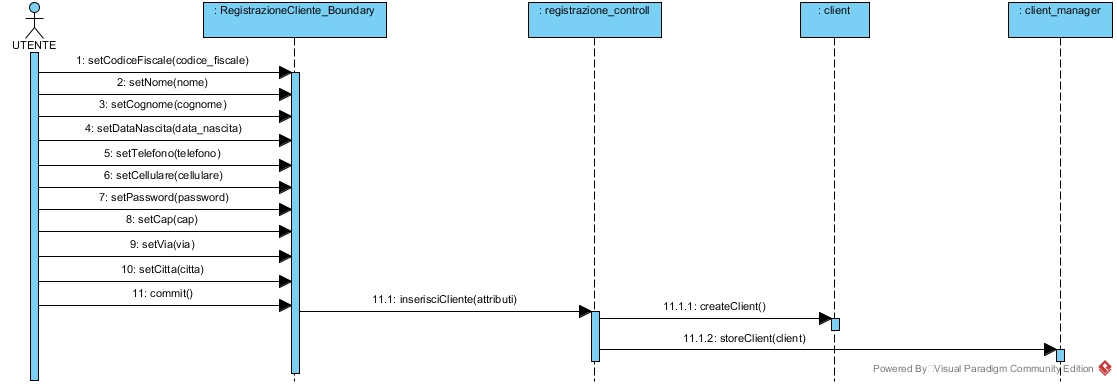 : RegistrazioneCliente_Boundary
: registrazione_controll
: client
: client_manager
UTENTE
1: setCodiceFiscale(codice_fiscale)
2: setNome(nome)
3: setCognome(cognome)
4: setDataNascita(data_nascita)
5: setTelefono(telefono)
6: setCellulare(cellulare)
7: setPassword(password)
8: setCap(cap)
9: setVia(via)
10: setCitta(citta)
11: commit()
11.1: inserisciCliente(attributi)
11.1.1: createClient()
11.1.2: storeClient(client)
Powered By Visual Paradigm Community Edition